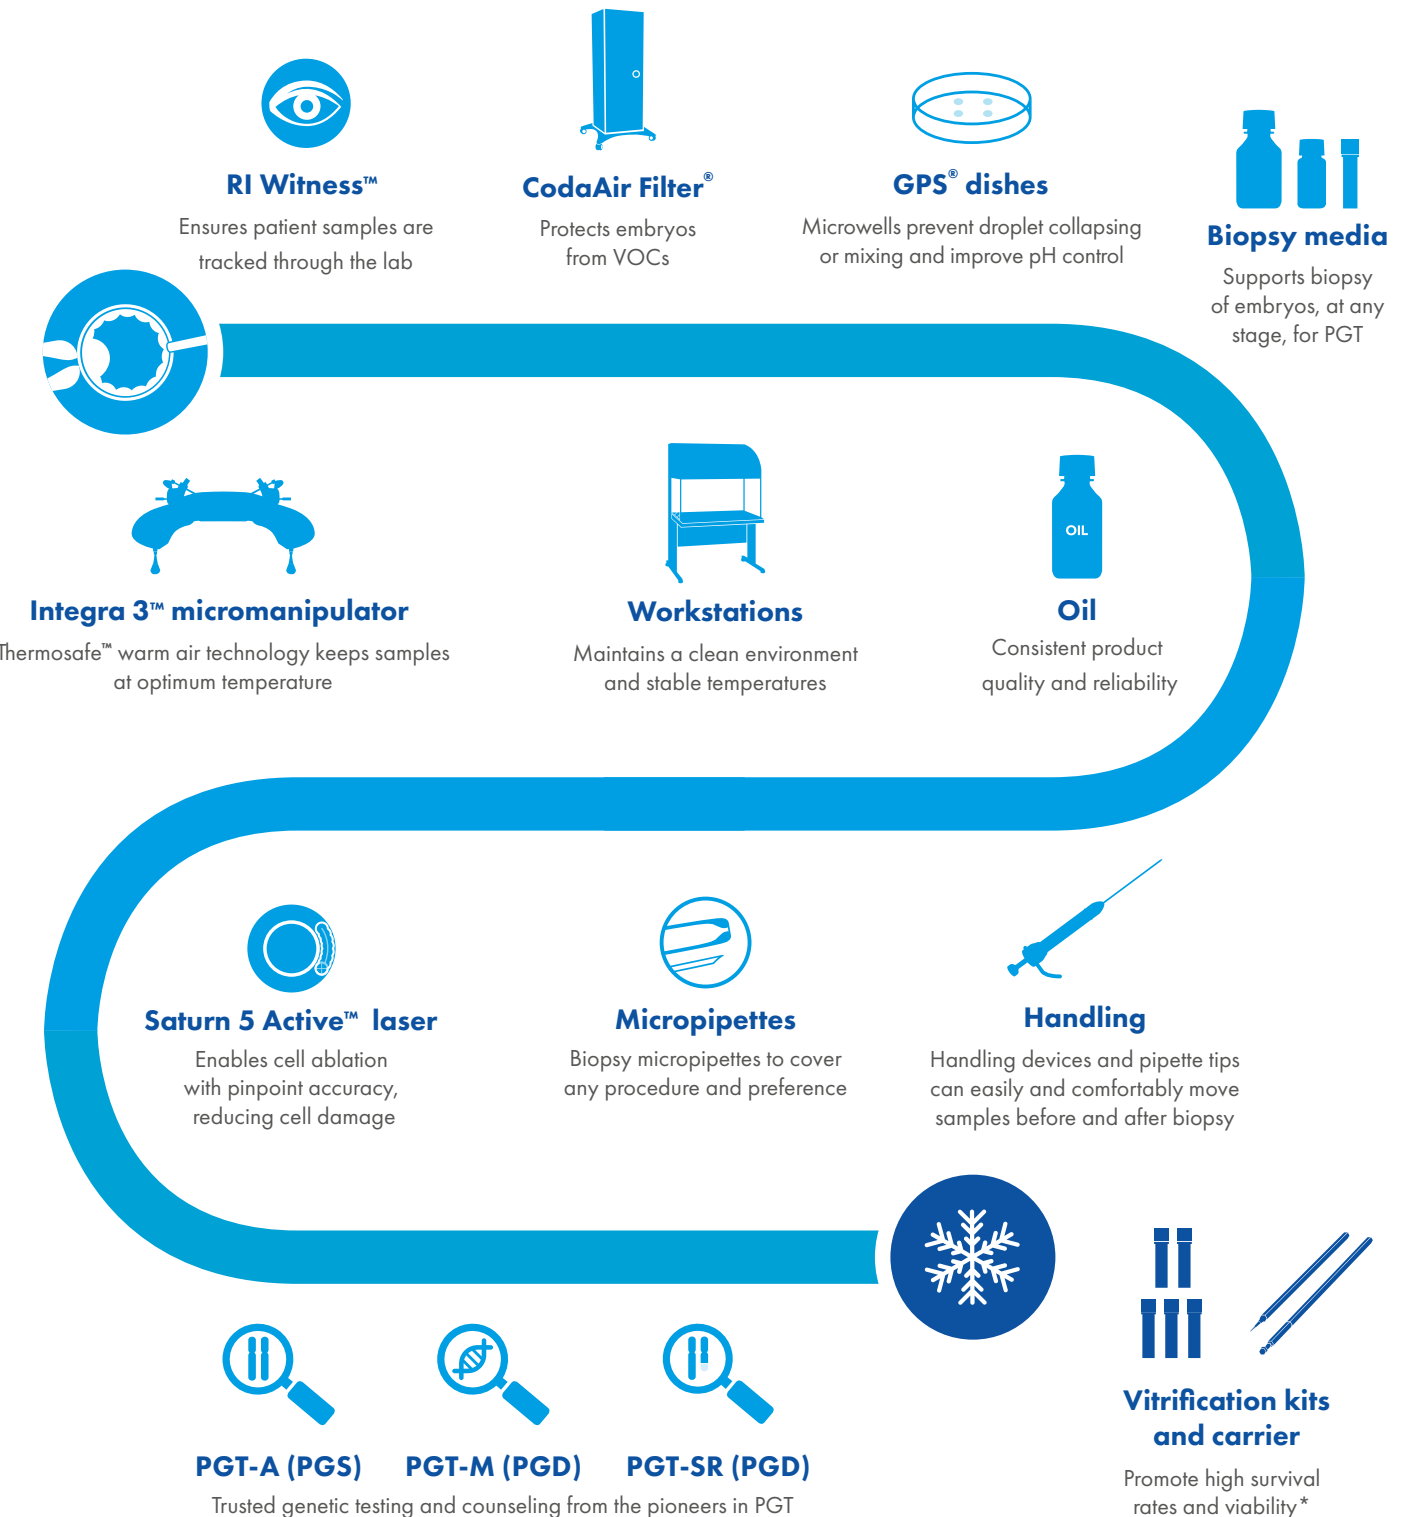 RI Witness™
Ensures patient samples are
tracked through the lab
CodaAir Filter®
Protects embryos
from VOCs
GPS® dishes
Microwells prevent droplet collapsing
or mixing and improve pH control
Biopsy media
Supports biopsy
of embryos, at any
stage, for PGT
Integra 3™ micromanipulator
Thermosafe™ warm air technology keeps samples
at optimum temperature
Workstations
Maintains a clean environment
and stable temperatures
OIL
Oil
Consistent product
quality and reliability
Saturn 5 Active™ laser
Enables cell ablation
with pinpoint accuracy,
reducing cell damage
Micropipettes
Biopsy micropipettes to cover
any procedure and preference
Handling
Handling devices and pipette tips
can easily and comfortably move
samples before and after biopsy
PGT-A (PGS)
PGT-M (PGD)
PGT-SR (PGD)
Trusted genetic testing and counseling from the pioneers in PGT
Vitrification kits
and carrier
Promote high survival
rates and viability*